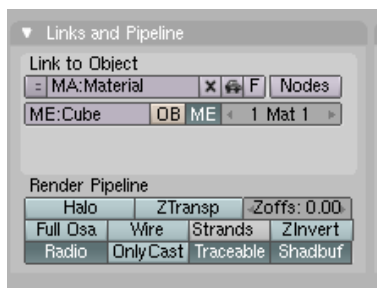 Links and Pipeline
Link to Object
MA:Material F Nodes
ME:Cube OB ME 1 Mat 1
Render Pipeline
Halo ZTransp Zoffs: 0.00
Full Osa Wire Strands ZInvert
Radio OnlyCast Traceable Shadbuf